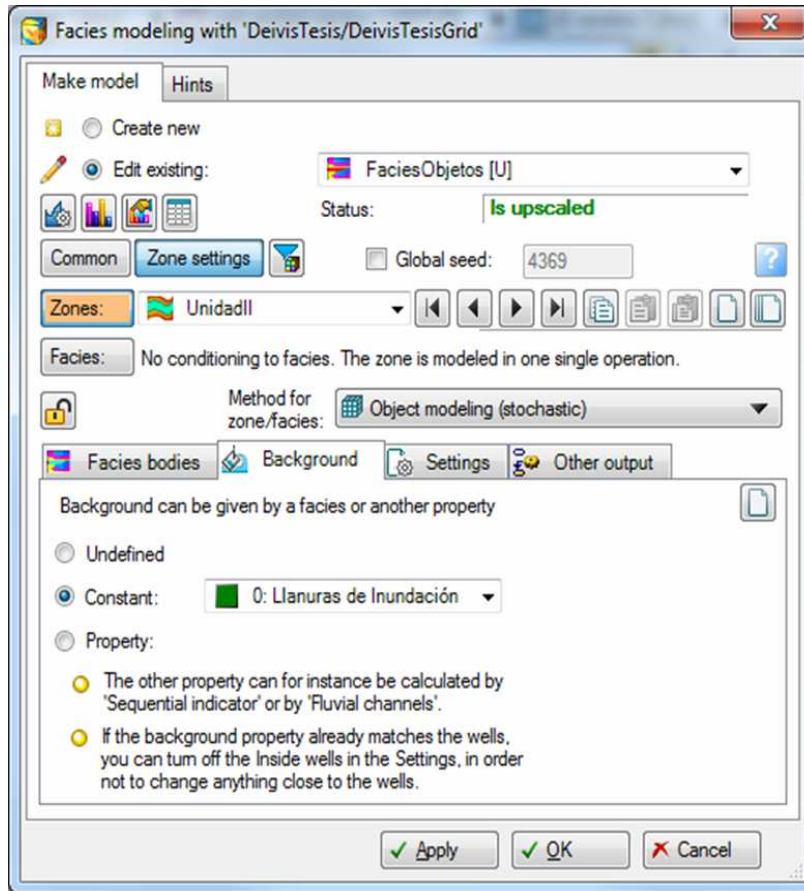 Facies modeling with 'DeivisTesis/DeivisTesisGrid'
Make model
Hints
Create new
Edit existing:
FaciesObjetos [U]
Status:
Is upscaled
Common
Zone settings
Global seed:
4369
?
Zones:
UnidadII
Facies:
No conditioning to facies. The zone is modeled in one single operation.
Method for
zone/facies:
Object modeling (stochastic)
Facies bodies
Background
Settings
Other output
Background can be given by a facies or another property
Undefined
Constant:
0: Llanuras de Inundación
Property:
The other property can for instance be calculated by
'Sequential indicator' or by 'Fluvial channels'.
If the background property already matches the wells,
you can turn off the Inside wells in the Settings, in order
not to change anything close to the wells.
Apply
OK
Cancel